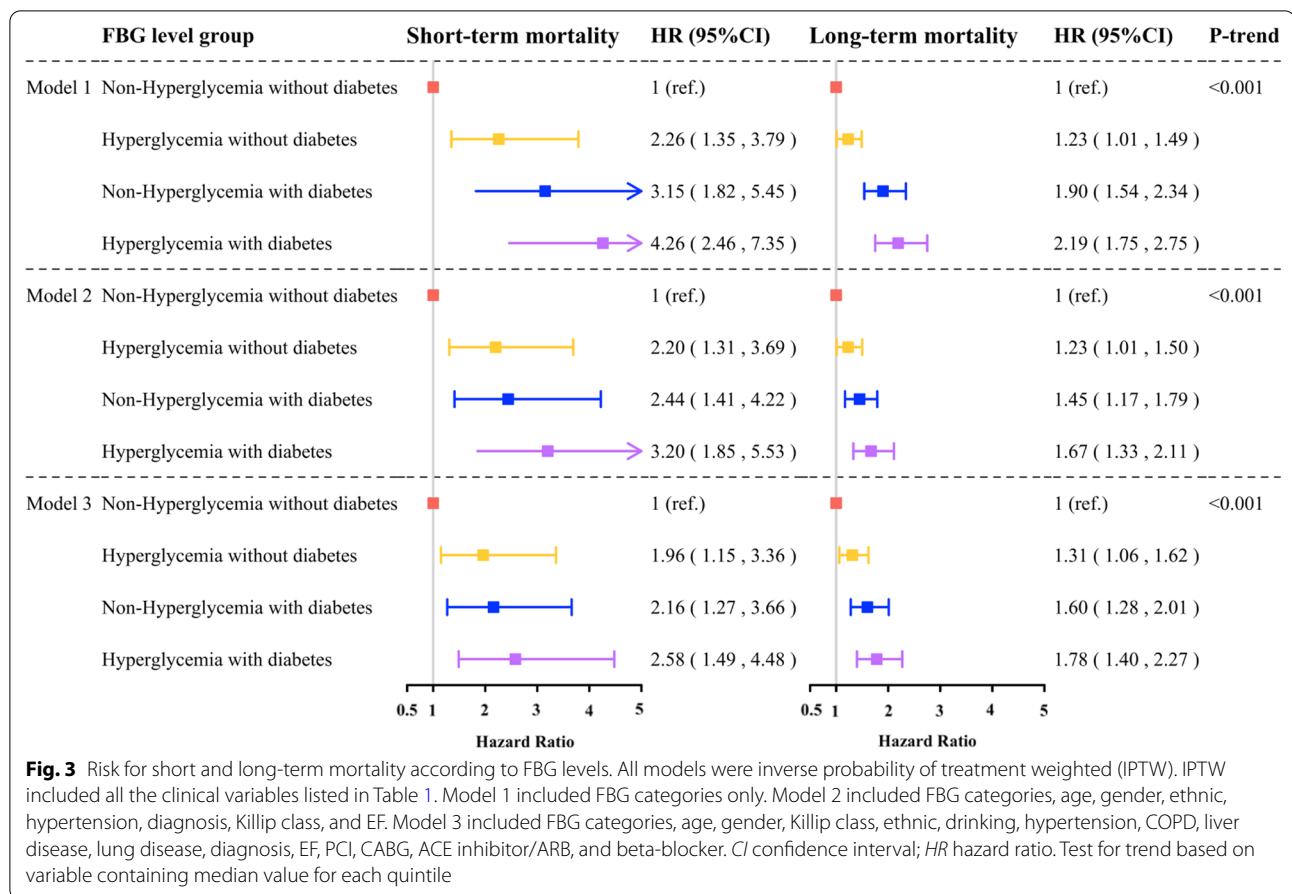 FBG level group Short-term mortality HR (95%CI) Long-term mortality HR (95%CI) P-trend
Model 1 Non-Hyperglycemia without diabetes 1 (ref.) 1 (ref.) <0.001
Hyperglycemia without diabetes 2.26 ( 1.35 , 3.79 ) 1.23 ( 1.01 , 1.49 )
Non-Hyperglycemia with diabetes 3.15 ( 1.82 , 5.45 ) 1.90 ( 1.54 , 2.34 )
Hyperglycemia with diabetes 4.26 ( 2.46 , 7.35 ) 2.19 ( 1.75 , 2.75 )
Model 2 Non-Hyperglycemia without diabetes 1 (ref.) 1 (ref.) <0.001
Hyperglycemia without diabetes 2.20 ( 1.31 , 3.69 ) 1.23 ( 1.01 , 1.50 )
Non-Hyperglycemia with diabetes 2.44 ( 1.41 , 4.22 ) 1.45 ( 1.17 , 1.79 )
Hyperglycemia with diabetes 3.20 ( 1.85 , 5.53 ) 1.67 ( 1.33 , 2.11 )
Model 3 Non-Hyperglycemia without diabetes 1 (ref.) 1 (ref.) <0.001
Hyperglycemia without diabetes 1.96 ( 1.15 , 3.36 ) 1.31 ( 1.06 , 1.62 )
Non-Hyperglycemia with diabetes 2.16 ( 1.27 , 3.66 ) 1.60 ( 1.28 , 2.01 )
Hyperglycemia with diabetes 2.58 ( 1.49 , 4.48 ) 1.78 ( 1.40 , 2.27 )
0.5 1 2 3 4 5 0.5 1 2 3 4 5
Hazard Ratio Hazard Ratio
Fig. 3 Risk for short and long-term mortality according to FBG levels. All models were inverse probability of treatment weighted (IPTW). IPTW
included all the clinical variables listed in Table 1. Model 1 included FBG categories only. Model 2 included FBG categories, age, gender, ethnic,
hypertension, diagnosis, Killip class, and EF. Model 3 included FBG categories, age, gender, Killip class, ethnic, drinking, hypertension, COPD, liver
disease, lung disease, diagnosis, EF, PCI, CABG, ACE inhibitor/ARB, and beta-blocker. CI confidence interval; HR hazard ratio. Test for trend based on
variable containing median value for each quintile